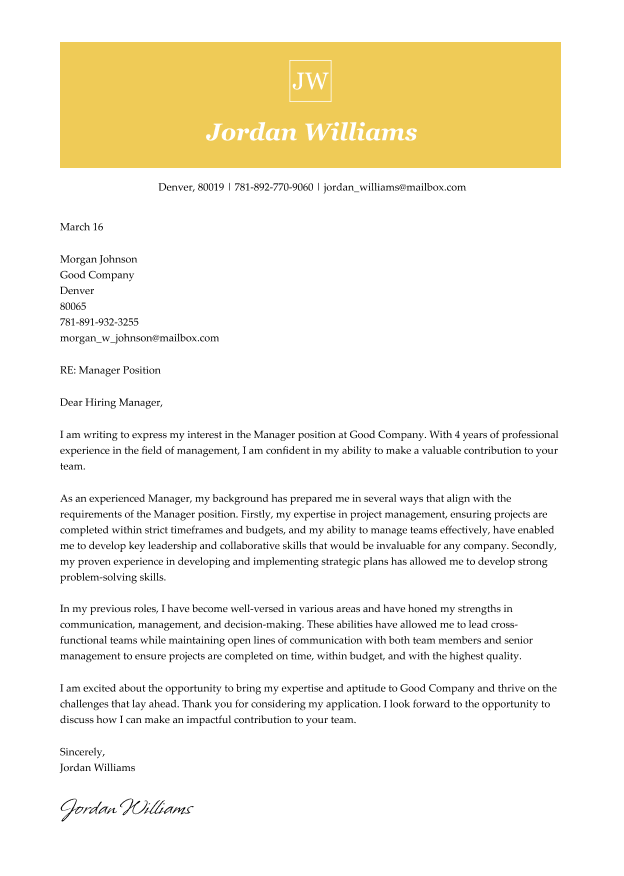 JW
Jordan Williams
Denver, 80019 | 781-892-770-9060 | jordan_williams@mailbox.com
March 16
Morgan Johnson
Good Company
Denver
80065
781-891-932-3255
morgan_w_johnson@mailbox.com
RE: Manager Position
Dear Hiring Manager,
I am writing to express my interest in the Manager position at Good Company. With 4 years of professional
experience in the field of management, I am confident in my ability to make a valuable contribution to your
team.
As an experienced Manager, my background has prepared me in several ways that align with the
requirements of the Manager position. Firstly, my expertise in project management, ensuring projects are
completed within strict timeframes and budgets, and my ability to manage teams effectively, have enabled
me to develop key leadership and collaborative skills that would be invaluable for any company. Secondly,
my proven experience in developing and implementing strategic plans has allowed me to develop strong
problem-solving skills.
In my previous roles, I have become well-versed in various areas and have honed my strengths in
communication, management, and decision-making. These abilities have allowed me to lead cross-
functional teams while maintaining open lines of communication with both team members and senior
management to ensure projects are completed on time, within budget, and with the highest quality.
I am excited about the opportunity to bring my expertise and aptitude to Good Company and thrive on the
challenges that lay ahead. Thank you for considering my application. I look forward to the opportunity to
discuss how I can make an impactful contribution to your team.
Sincerely,
Jordan Williams
Jordan Williams